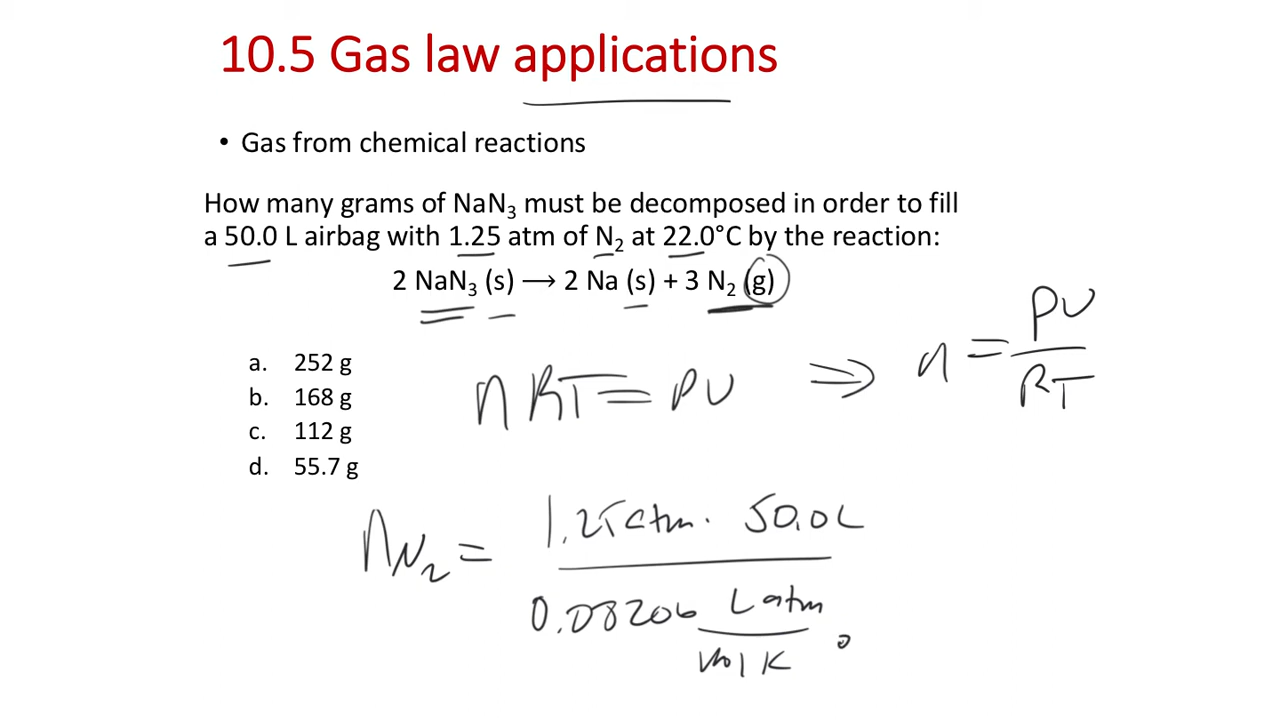 10.5 Gas law applications
• Gas from chemical reactions
How many grams of NaN₃ must be decomposed in order to fill
a 50.0 L airbag with 1.25 atm of N₂ at 22.0°C by the reaction:
2 NaN₃ (s) ⟶ 2 Na (s) + 3 N₂ (g)
a. 252 g
b. 168 g
c. 112 g
d. 55.7 g
nRT = PV ⇒ n = PV / RT
n N₂ = 1.25 atm · 50.0 L
0.08206 L atm
mol K